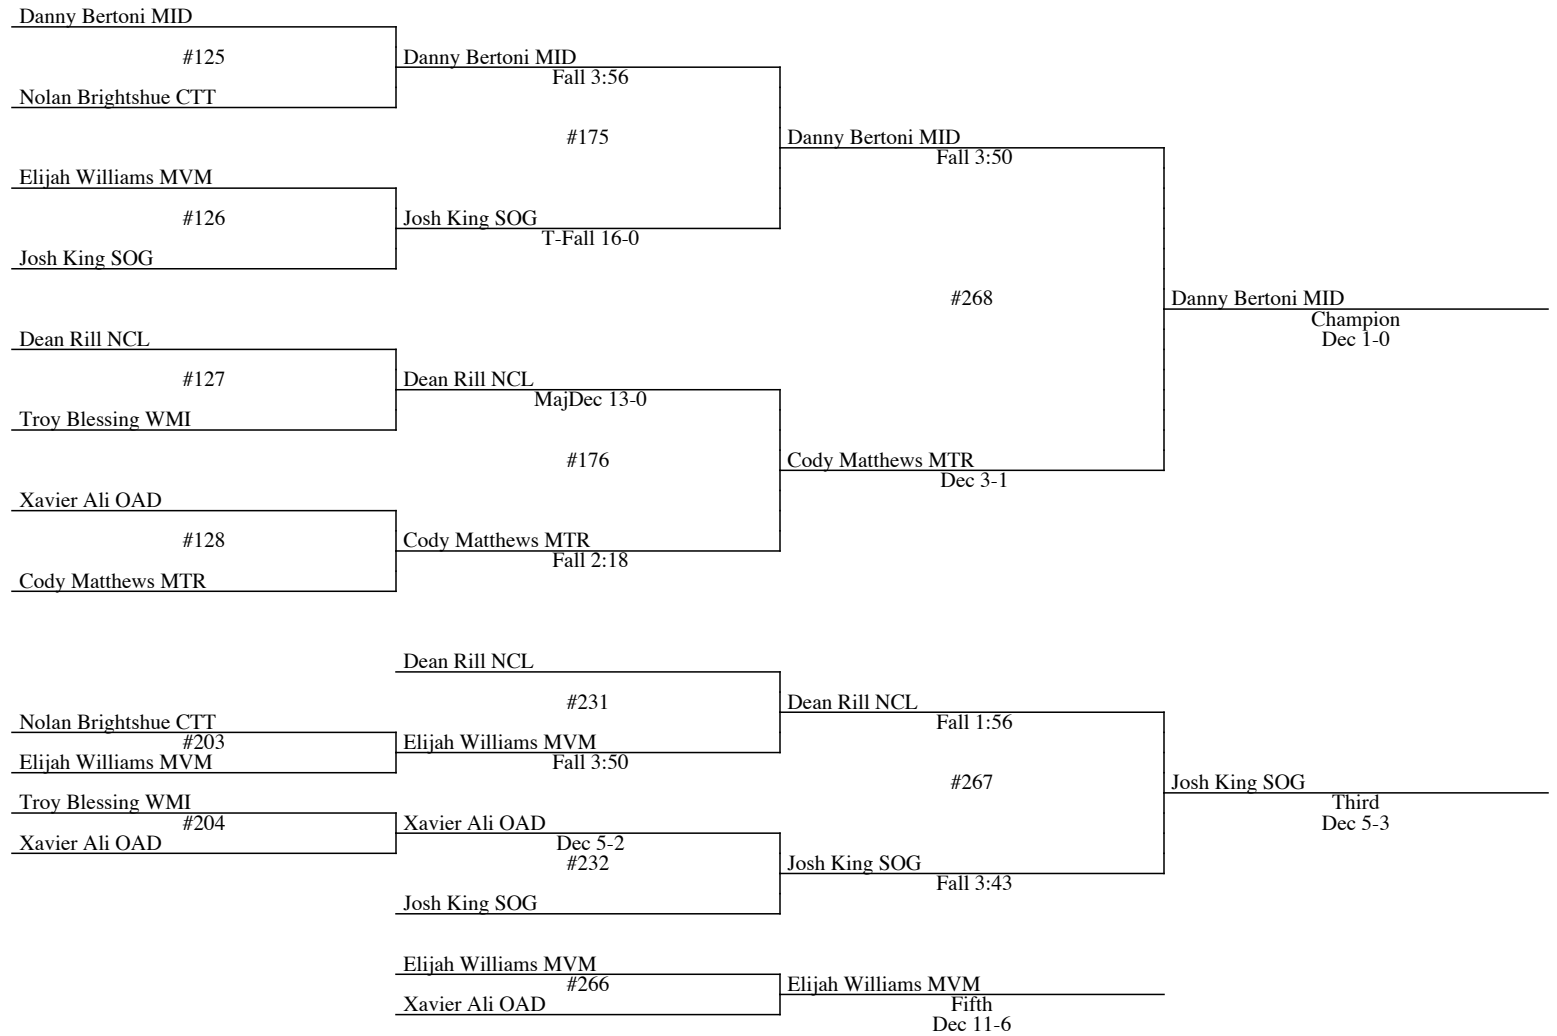 Danny Bertoni MID
#125
Danny Bertoni MID
Fall 3:56
Nolan Brightshue CTT
#175
Danny Bertoni MID
Fall 3:50
Elijah Williams MVM
#126
Josh King SOG
T-Fall 16-0
Josh King SOG
#268
Danny Bertoni MID
Champion
Dec 1-0
Dean Rill NCL
#127
Dean Rill NCL
MajDec 13-0
Troy Blessing WMI
#176
Cody Matthews MTR
Dec 3-1
Xavier Ali OAD
#128
Cody Matthews MTR
Fall 2:18
Cody Matthews MTR
Dean Rill NCL
#231
Dean Rill NCL
Fall 1:56
Nolan Brightshue CTT
#203
Elijah Williams MVM
Fall 3:50
Elijah Williams MVM
#267
Josh King SOG
Third
Dec 5-3
Troy Blessing WMI
#204
Xavier Ali OAD
Dec 5-2
Xavier Ali OAD
#232
Josh King SOG
Fall 3:43
Josh King SOG
Elijah Williams MVM
#266
Elijah Williams MVM
Fifth
Dec 11-6
Xavier Ali OAD